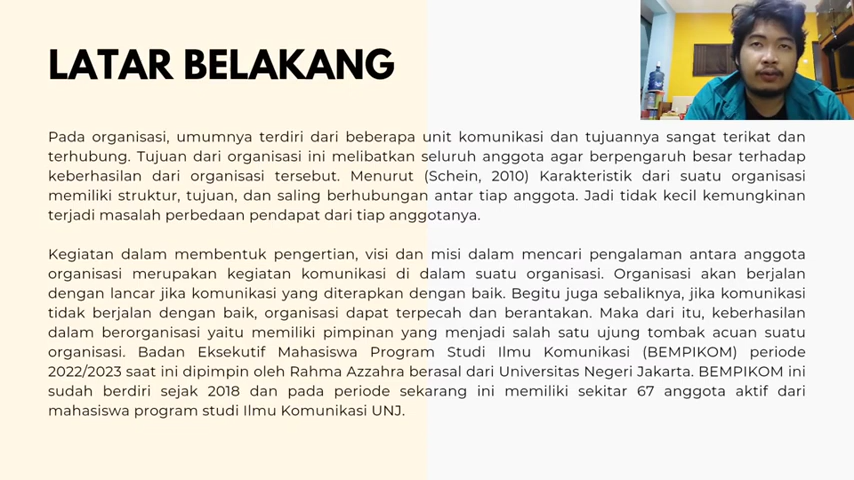 LATAR BELAKANG
Pada organisasi, umumnya terdiri dari beberapa unit komunikasi dan tujuannya sangat terikat dan
terhubung. Tujuan dari organisasi ini melibatkan seluruh anggota agar berpengaruh besar terhadap
keberhasilan dari organisasi tersebut. Menurut (Schein, 2010) Karakteristik dari suatu organisasi
memiliki struktur, tujuan, dan saling berhubungan antar tiap anggota. Jadi tidak kecil kemungkinan
terjadi masalah perbedaan pendapat dari tiap anggotanya.
Kegiatan dalam membentuk pengertian, visi dan misi dalam mencari pengalaman antara anggota
organisasi merupakan kegiatan komunikasi di dalam suatu organisasi. Organisasi akan berjalan
dengan lancar jika komunikasi yang diterapkan dengan baik. Begitu juga sebaliknya, jika komunikasi
tidak berjalan dengan baik, organisasi dapat terpecah dan berantakan. Maka dari itu, keberhasilan
dalam berorganisasi yaitu memiliki pimpinan yang menjadi salah satu ujung tombak acuan suatu
organisasi. Badan Eksekutif Mahasiswa Program Studi Ilmu Komunikasi (BEMPIKOM) periode
2022/2023 saat ini dipimpin oleh Rahma Azzahra berasal dari Universitas Negeri Jakarta. BEMPIKOM ini
sudah berdiri sejak 2018 dan pada periode sekarang ini memiliki sekitar 67 anggota aktif dari
mahasiswa program studi Ilmu Komunikasi UNJ.